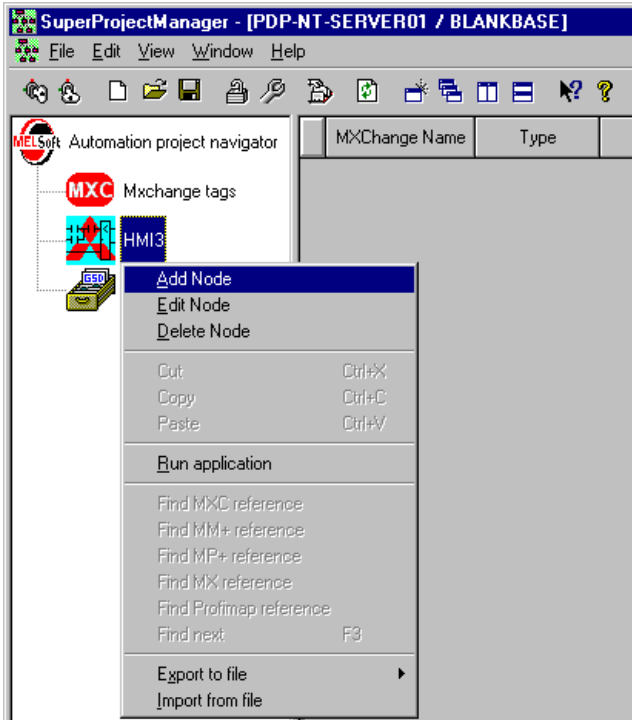 SuperProjectManager - [PDP-NT-SERVER01 / BLANKBASE]
File Edit View Window Help
MELSoft Automation project navigator
MXChange Name Type
MXC Mxchange tags
HMI3
GSD
Add Node
Edit Node
Delete Node
Cut Ctrl+X
Copy Ctrl+C
Paste Ctrl+V
Run application
Find MXC reference
Find MM+ reference
Find MP+ reference
Find MX reference
Find Profimap reference
Find next F3
Export to file
Import from file